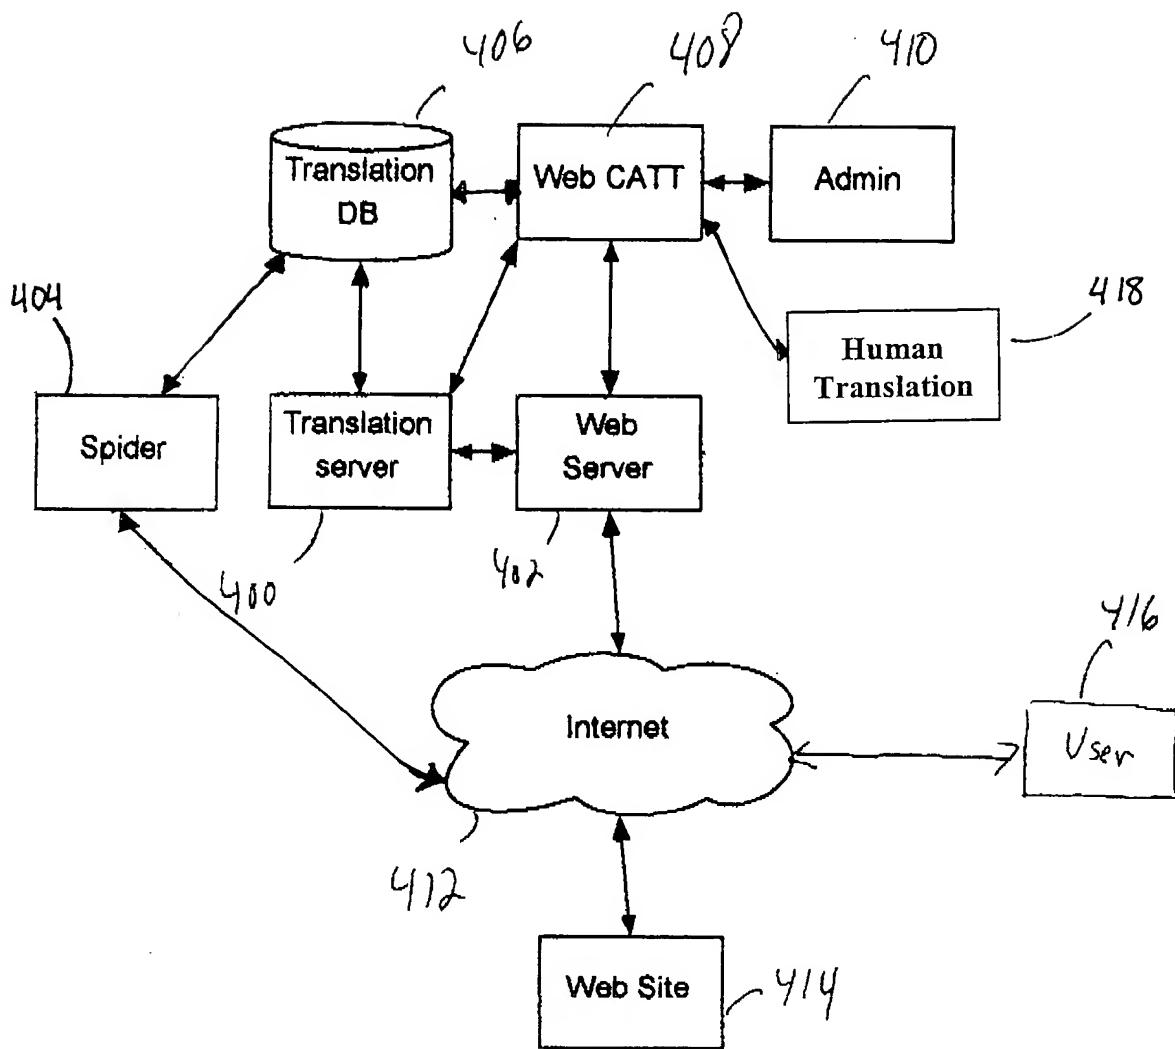 406
408
410
Translation
DB
Web CATT
Admin
404
418
Human
Translation
Spider
Translation
server
Web
Server
400
402
416
Internet
User
412
Web Site
414